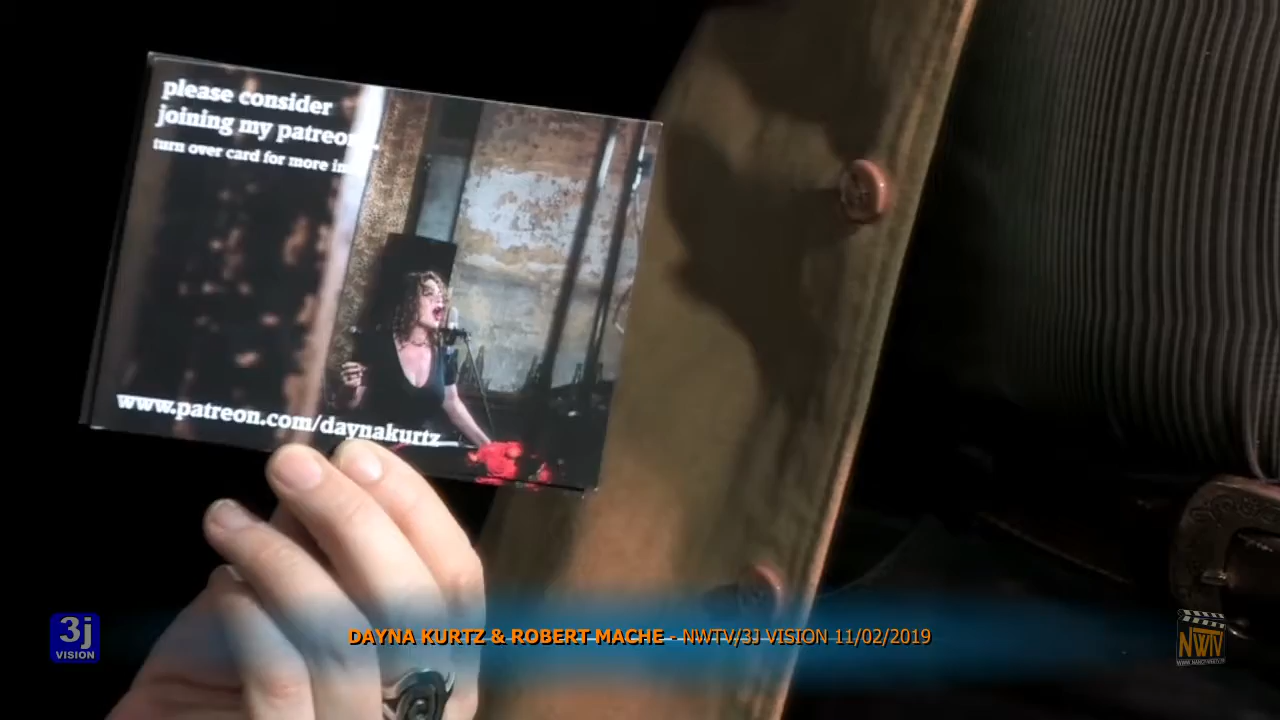 please consider
joining my patreon
turn over card for more
www.patreon.com/daynakurtz
3j
VISION
DAYNA KURTZ & ROBERT MACHE - NWTV/3J VISION 11/02/2019
NWTV